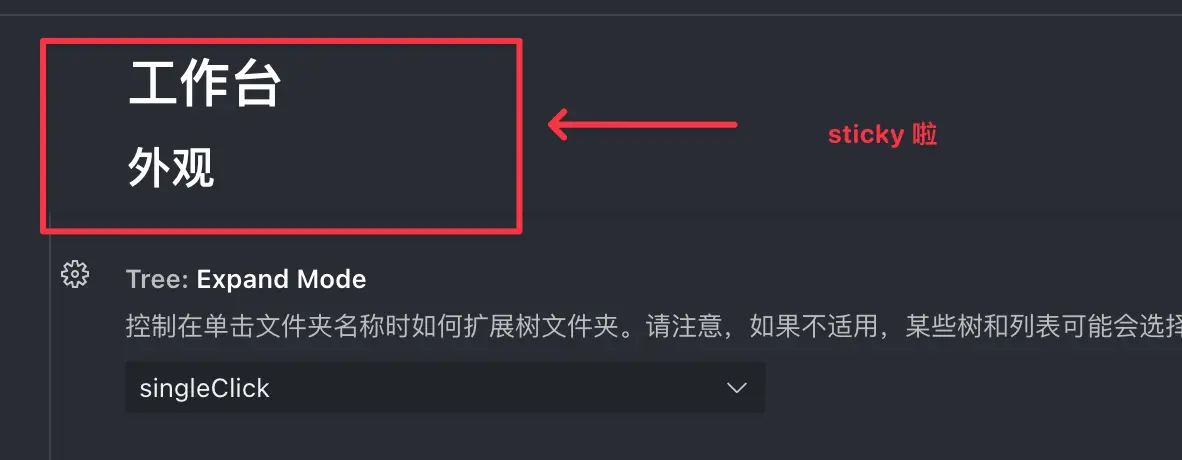 工作台
外观
sticky 啦
Tree: Expand Mode
控制在单击文件夹名称时如何扩展树文件夹。请注意，如果不适用，某些树和列表可能会选择
singleClick